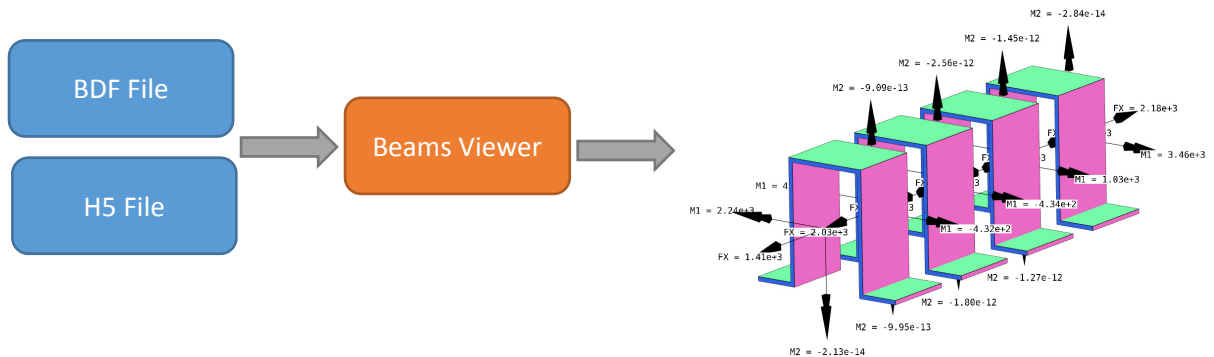 BDF File
H5 File
Beams Viewer
M2 = -2.84e-14
M2 = -1.45e-12
M2 = -2.56e-12
M2 = -9.09e-13
FX = 2.18e+3
M1 = 3.46e+3
M1 = 1.03e+3
M1 = 4
M1 = -4.34e+2
M1 = 2.24e+3
M1 = -4.32e+2
FX = 2.03e+3
FX = 1.41e+3
M2 = -1.27e-12
M2 = -1.80e-12
M2 = -9.95e-13
M2 = -2.13e-14